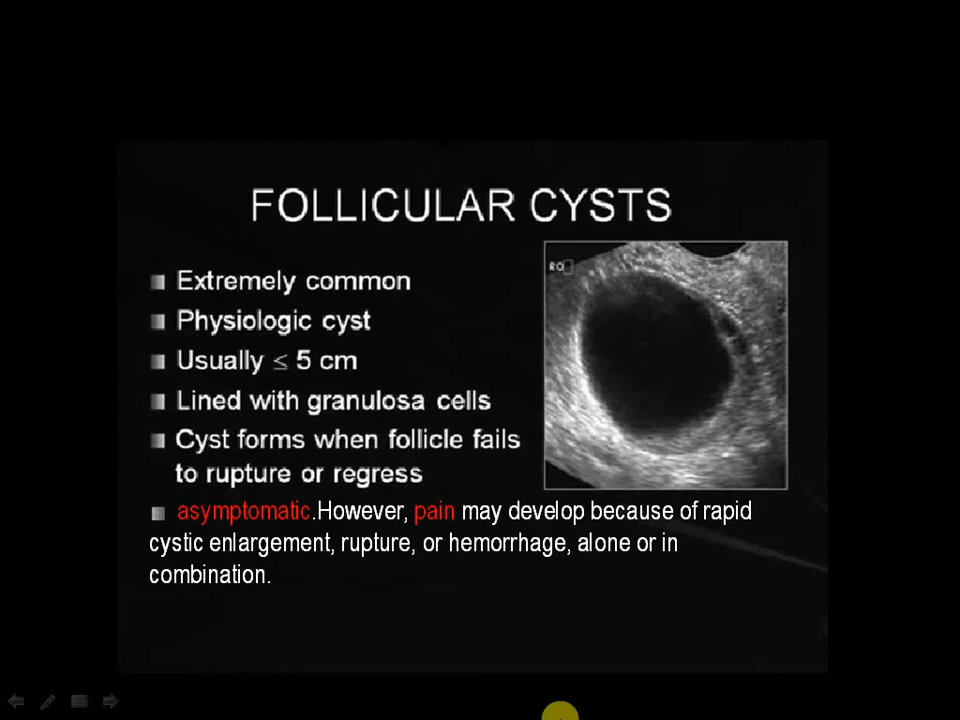 FOLLICULAR CYSTS
Extremely common
Physiologic cyst
Usually ≤ 5 cm
Lined with granulosa cells
Cyst forms when follicle fails
to rupture or regress
asymptomatic.However, pain may develop because of rapid
cystic enlargement, rupture, or hemorrhage, alone or in
combination.